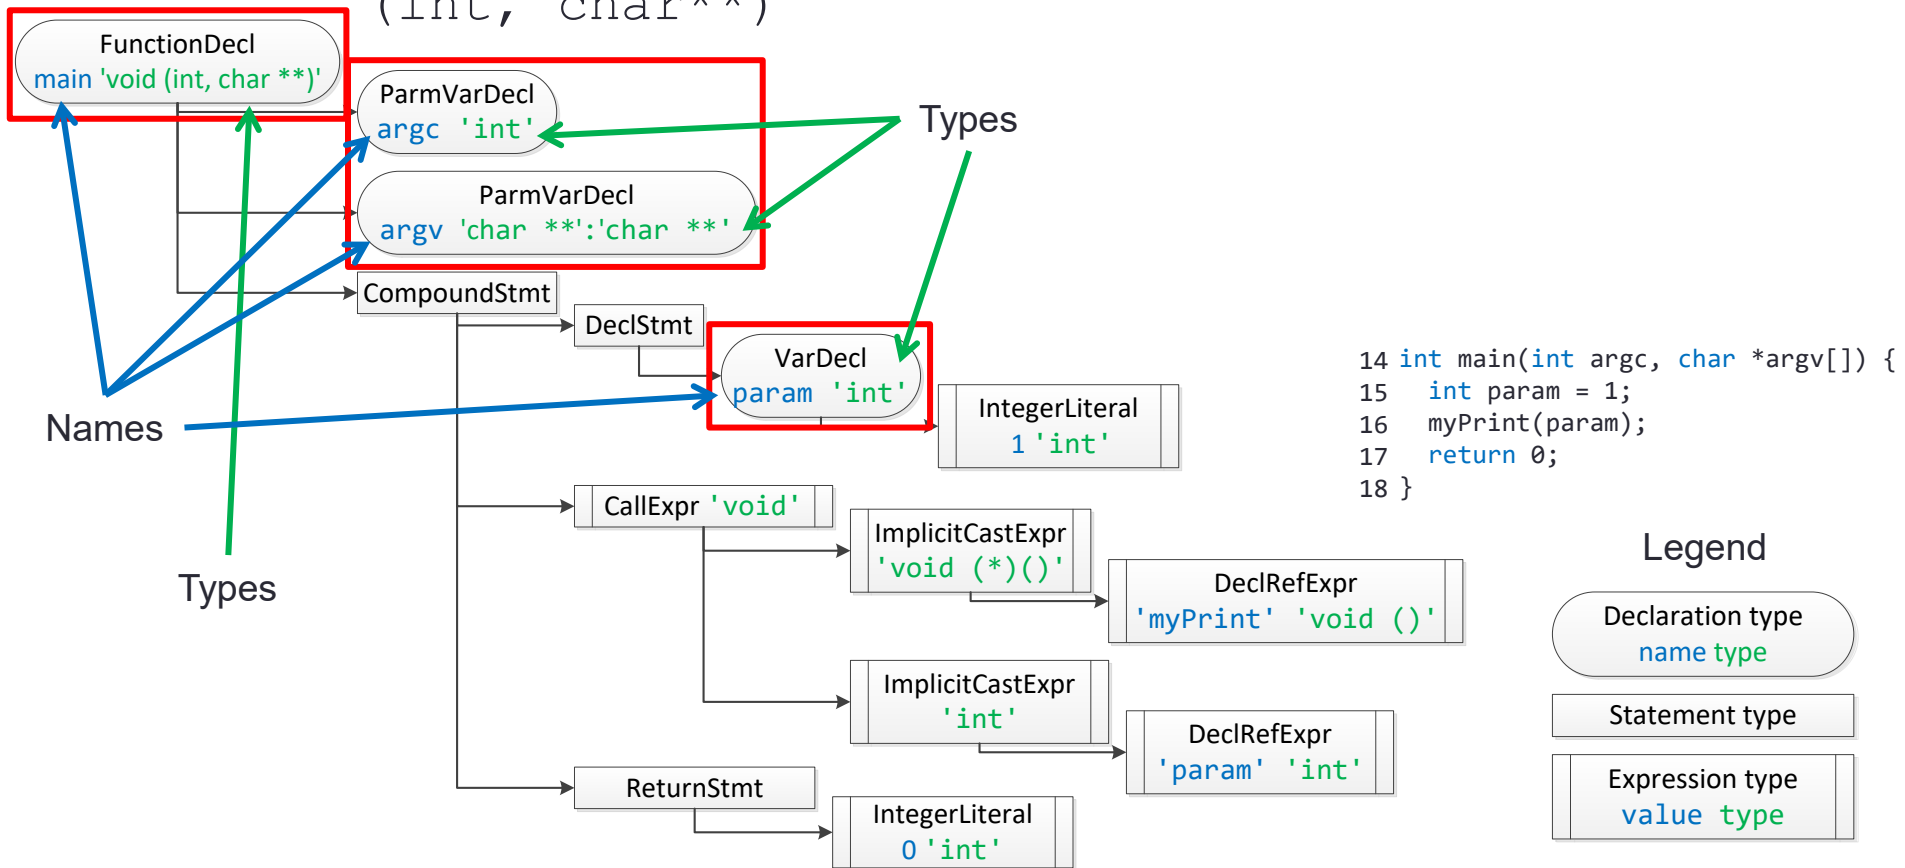 (int, char**)
FunctionDecl
main 'void (int, char **)'
ParmVarDecl
argc 'int'
Types
ParmVarDecl
argv 'char **':'char **'
CompoundStmt
DeclStmt
VarDecl
param 'int'
Names
IntegerLiteral
1 'int'
14 int main(int argc, char *argv[]) {
15 int param = 1;
16 myPrint(param);
17 return 0;
18 }
CallExpr 'void'
ImplicitCastExpr
'void (*)()'
Types
DeclRefExpr
'myPrint' 'void ()'
ImplicitCastExpr
'int'
DeclRefExpr
'param' 'int'
ReturnStmt
IntegerLiteral
0 'int'
Legend
Declaration type
name type
Statement type
Expression type
value type